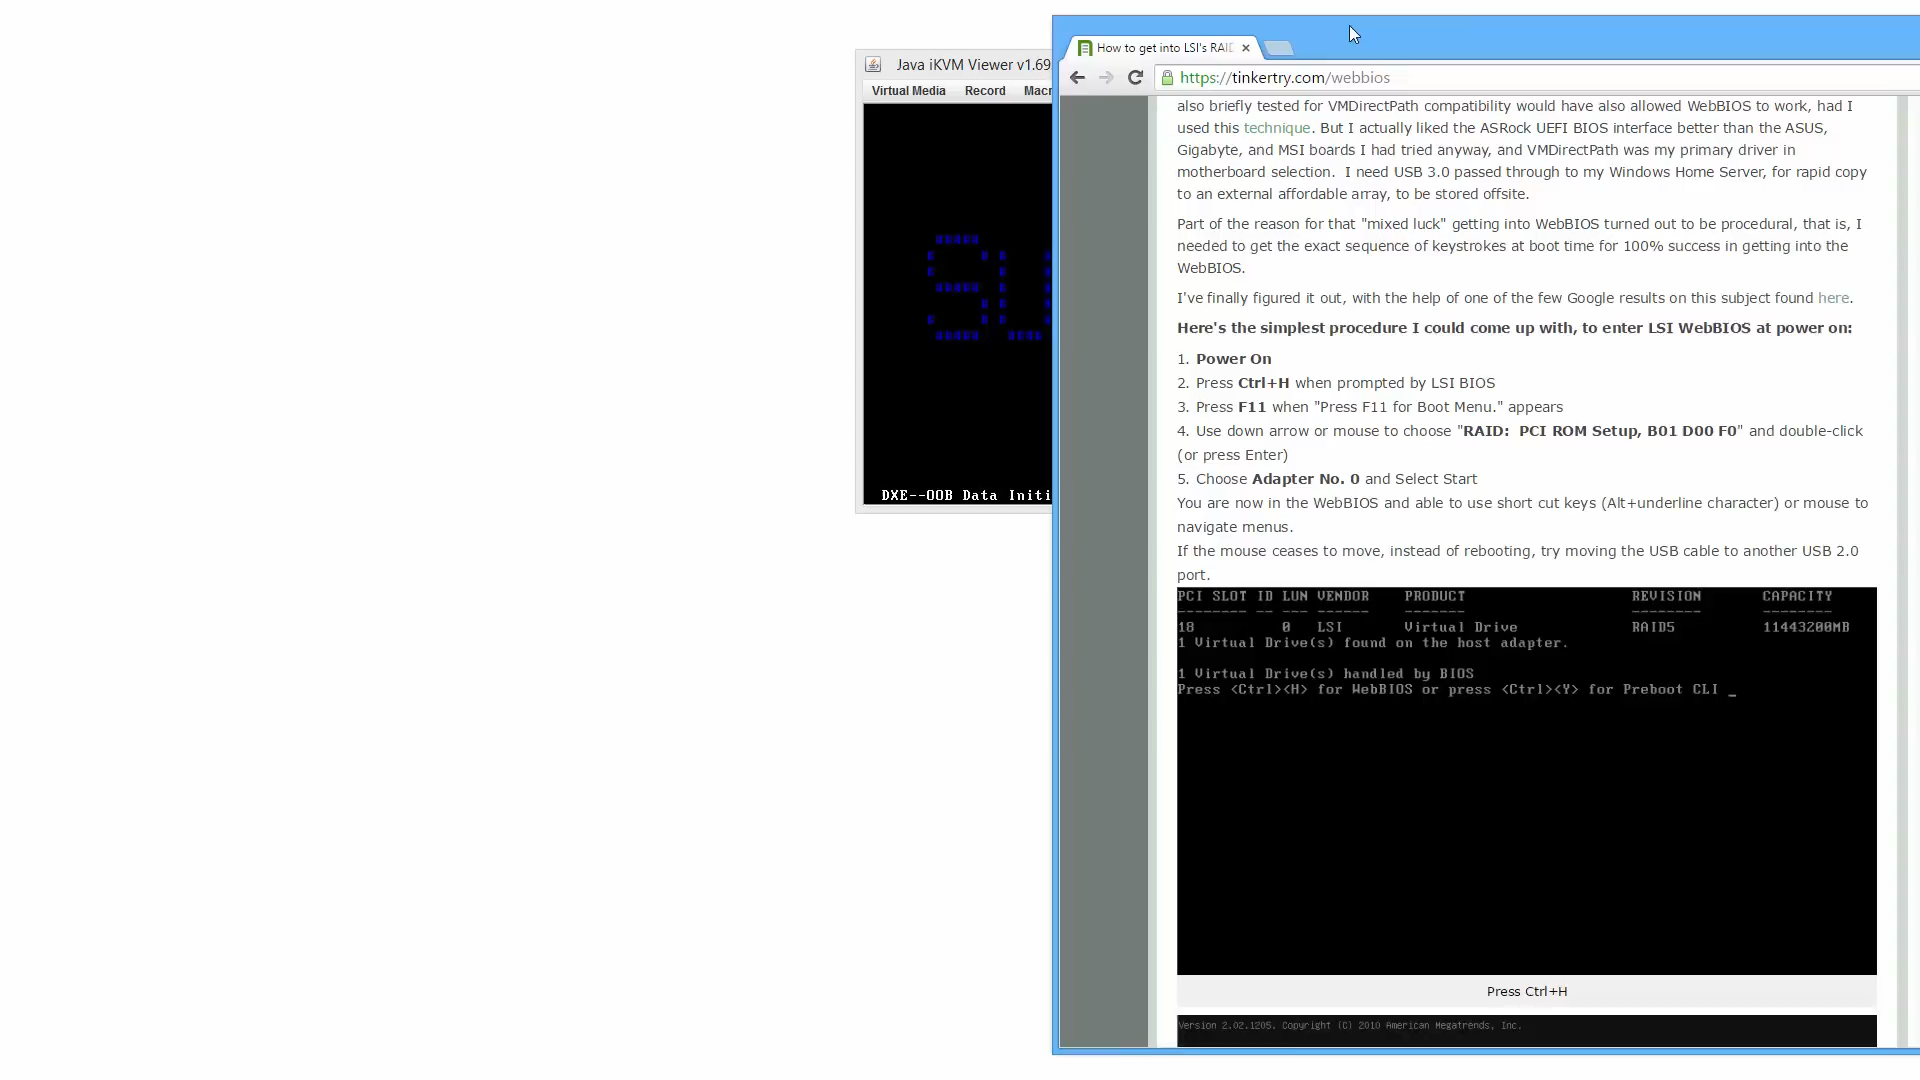 Java iKVM Viewer v1.69
Virtual Media Record Macr
SU
DXE--OOB Data Initi
How to get into LSI's RAID
https://tinkertry.com/webbios
also briefly tested for VMDirectPath compatibility would have also allowed WebBIOS to work, had I
used this technique. But I actually liked the ASRock UEFI BIOS interface better than the ASUS,
Gigabyte, and MSI boards I had tried anyway, and VMDirectPath was my primary driver in
motherboard selection. I need USB 3.0 passed through to my Windows Home Server, for rapid copy
to an external affordable array, to be stored offsite.
Part of the reason for that "mixed luck" getting into WebBIOS turned out to be procedural, that is, I
needed to get the exact sequence of keystrokes at boot time for 100% success in getting into the
WebBIOS.
I've finally figured it out, with the help of one of the few Google results on this subject found here.
Here's the simplest procedure I could come up with, to enter LSI WebBIOS at power on:
1. Power On
2. Press Ctrl+H when prompted by LSI BIOS
3. Press F11 when "Press F11 for Boot Menu." appears
4. Use down arrow or mouse to choose "RAID: PCI ROM Setup, B01 D00 F0" and double-click
(or press Enter)
5. Choose Adapter No. 0 and Select Start
You are now in the WebBIOS and able to use short cut keys (Alt+underline character) or mouse to
navigate menus.
If the mouse ceases to move, instead of rebooting, try moving the USB cable to another USB 2.0
port.
PCI SLOT ID LUN VENDOR PRODUCT REVISION CAPACITY
-------- -- --- ------ ------- -------- --------
18 0 LSI Virtual Drive RAID5 11443200MB
1 Virtual Drive(s) found on the host adapter.
1 Virtual Drive(s) handled by BIOS
Press <Ctrl><H> for WebBIOS or press <Ctrl><Y> for Preboot CLI _
Press Ctrl+H
Version 2.02.1205. Copyright (C) 2010 American Megatrends, Inc.